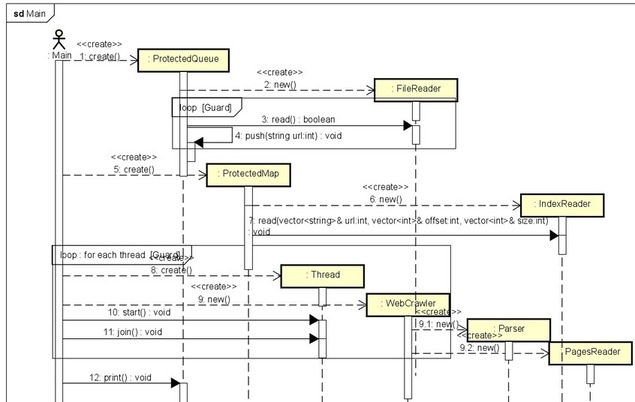 sd Main
: Main
<<create>>
1: create()
: ProtectedQueue
<<create>>
2: new()
: FileReader
loop [Guard]
3: read() : boolean
4: push(string url:int) : void
<<create>>
5: create()
: ProtectedMap
<<create>>
6: new()
: IndexReader
7: read(vector<string>& url:int, vector<int>& offset:int, vector<int>& size:int)
: void
loop : for each thread [Guard]
<<create>>
8: create()
: Thread
<<create>>
9: new()
: WebCrawler
10: start() : void
<<create>>
9.1: new()
: Parser
11: join() : void
<<create>>
9.2: new()
: PagesReader
12: print() : void